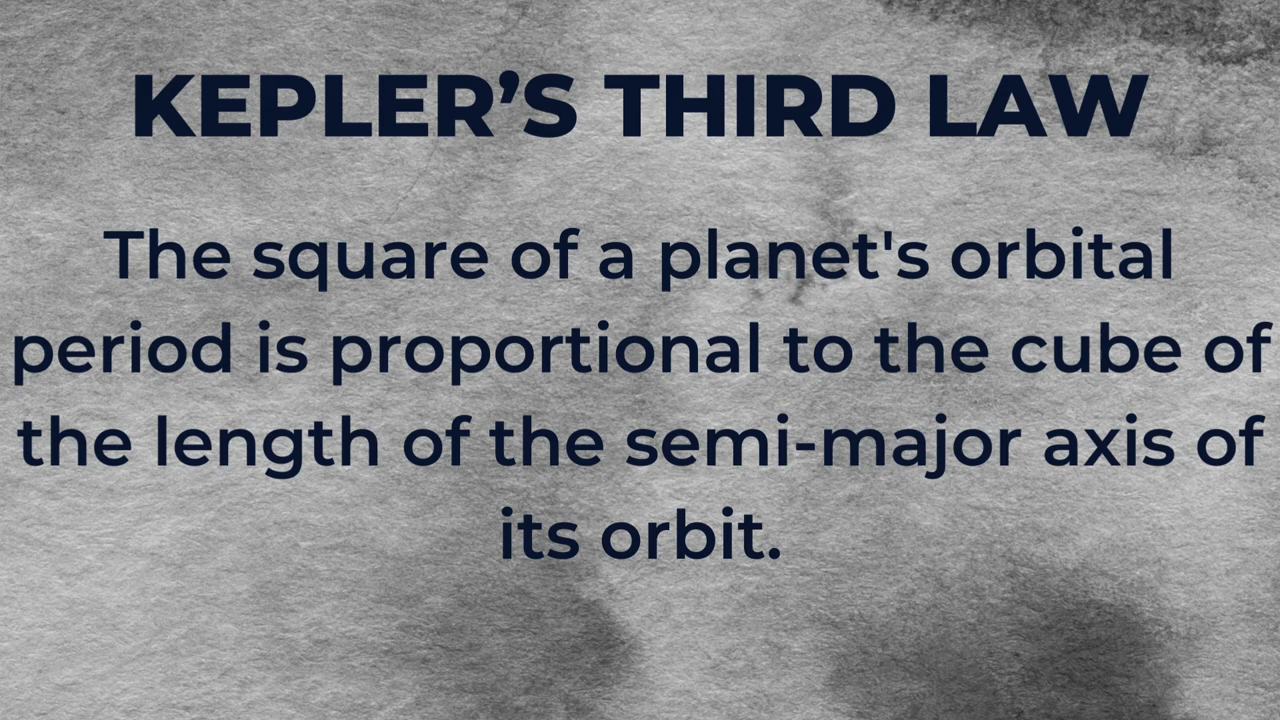 KEPLER’S THIRD LAW
The square of a planet's orbital
period is proportional to the cube of
the length of the semi-major axis of
its orbit.